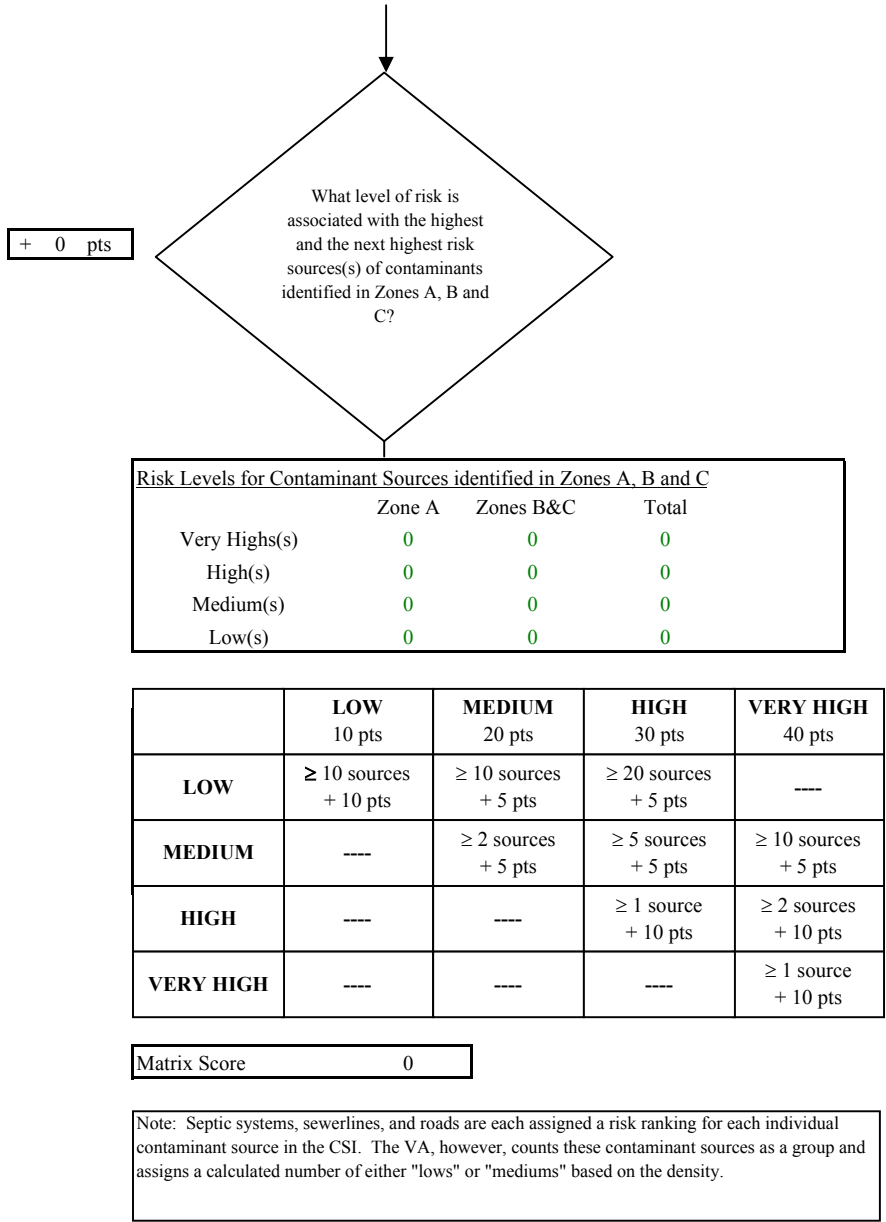 What level of risk is
associated with the highest
and the next highest risk
sources(s) of contaminants
identified in Zones A, B and
C?
+ 0 pts
Risk Levels for Contaminant Sources identified in Zones A, B and C
Zone A Zones B&C Total
Very Highs(s) 0 0 0
High(s) 0 0 0
Medium(s) 0 0 0
Low(s) 0 0 0
LOW MEDIUM HIGH VERY HIGH
10 pts 20 pts 30 pts 40 pts
LOW ≥ 10 sources ≥ 10 sources ≥ 20 sources ----
+ 10 pts + 5 pts + 5 pts
MEDIUM ---- ≥ 2 sources ≥ 5 sources ≥ 10 sources
+ 5 pts + 5 pts + 5 pts
HIGH ---- ---- ≥ 1 source ≥ 2 sources
+ 10 pts + 10 pts
VERY HIGH ---- ---- ---- ≥ 1 source
+ 10 pts
Matrix Score 0
Note: Septic systems, sewerlines, and roads are each assigned a risk ranking for each individual
contaminant source in the CSI. The VA, however, counts these contaminant sources as a group and
assigns a calculated number of either "lows" or "mediums" based on the density.